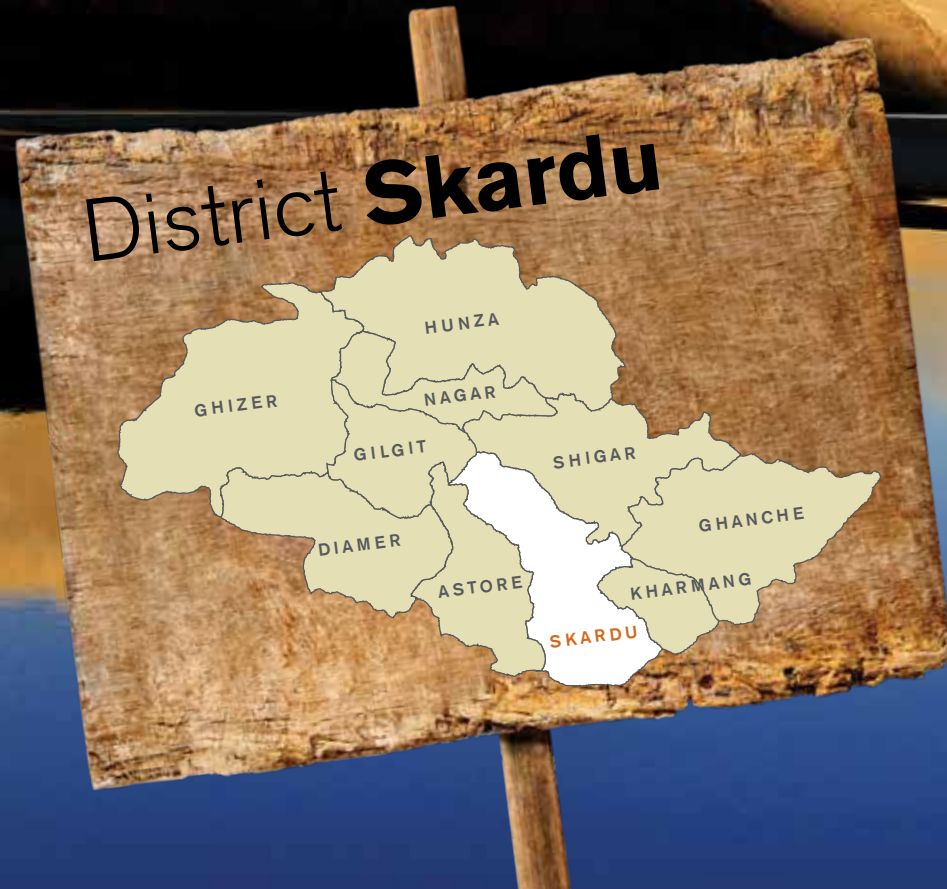 District Skardu
HUNZA
NAGAR
GHIZER
GILGIT
SHIGAR
GHANCHE
DIAMER
ASTORE
KHARMANG
SKARDU